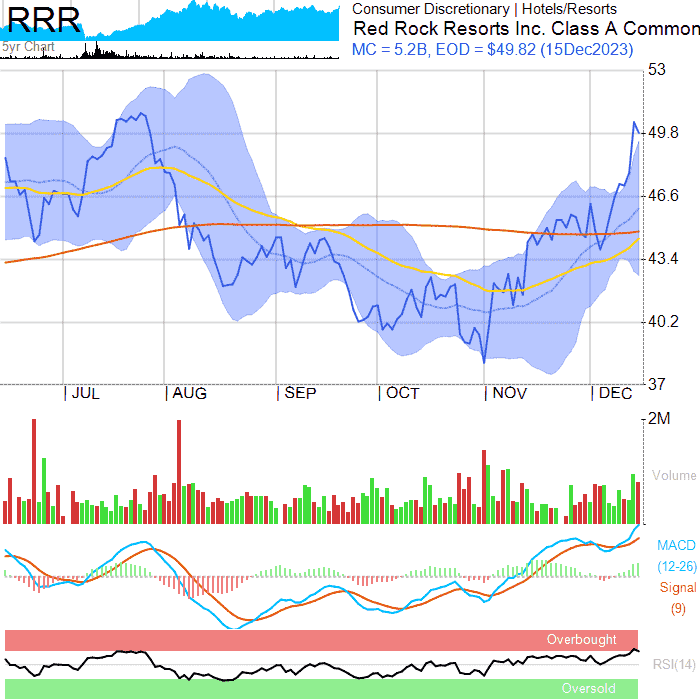 RRR
5yr Chart
Consumer Discretionary | Hotels/Resorts
Red Rock Resorts Inc. Class A Common
MC = 5.2B, EOD = $49.82 (15Dec2023)
53
49.8
46.6
43.4
40.2
37
JUL AUG SEP OCT NOV DEC
2M
Volume
MACD
(12-26)
Signal
(9)
Overbought
RSI(14)
Oversold